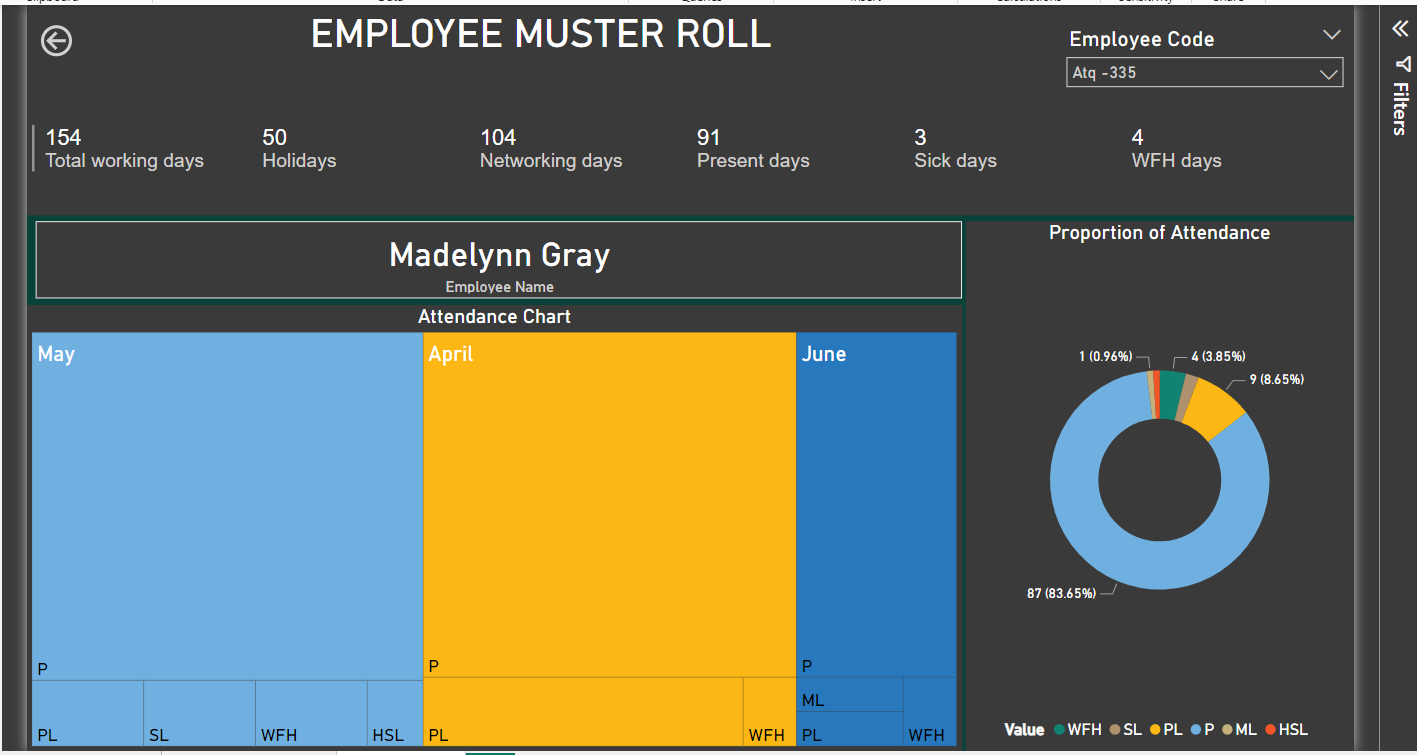 EMPLOYEE MUSTER ROLL
Employee Code
Atq -335
Filters
154
Total working days
50
Holidays
104
Networking days
91
Present days
3
Sick days
4
WFH days
Madelynn Gray
Employee Name
Attendance Chart
May
P
PL
SL
WFH
HSL
April
P
PL
WFH
June
P
ML
PL
WFH
Proportion of Attendance
1 (0.96%)
4 (3.85%)
9 (8.65%)
87 (83.65%)
Value WFH SL PL P ML HSL